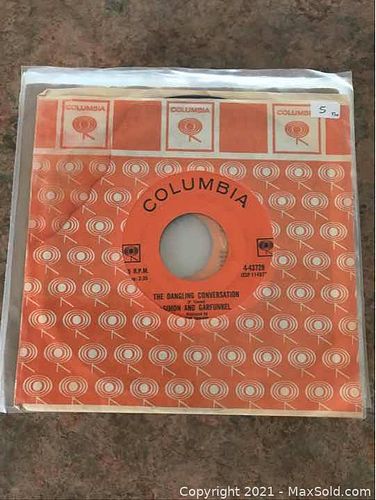 COLUMBIA
COLUMBIA
COLUMBIA
5
COLUMBIA
R.P.M.
4-43728
THE DANGLING CONVERSATION
SIMON AND GARFUNKEL
Copyright 2021 - MaxSold.com